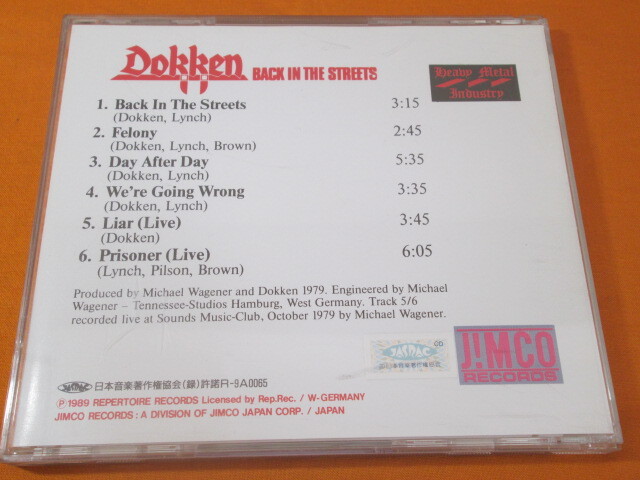 Dokken BACK IN THE STREETS
Heavy Metal
Industry
1. Back In The Streets 3:15
(Dokken, Lynch)
2. Felony 2:45
(Dokken, Lynch, Brown)
3. Day After Day 5:35
(Dokken, Lynch)
4. We're Going Wrong 3:35
(Dokken, Lynch)
5. Liar (Live) 3:45
(Dokken)
6. Prisoner (Live) 6:05
(Lynch, Pilson, Brown)
Produced by Michael Wagener and Dokken 1979. Engineered by Michael
Wagener – Tennessee-Studios Hamburg, West Germany. Track 5/6
recorded live at Sounds Music-Club, October 1979 by Michael Wagener.
JASRAC CD
J!MCO
RECORDS
JASRAC 日本音楽著作権協会(録)許諾R-9A0065
Ⓟ 1989 REPERTOIRE RECORDS Licensed by Rep.Rec. / W-GERMANY
JIMCO RECORDS : A DIVISION OF JIMCO JAPAN CORP. / JAPAN